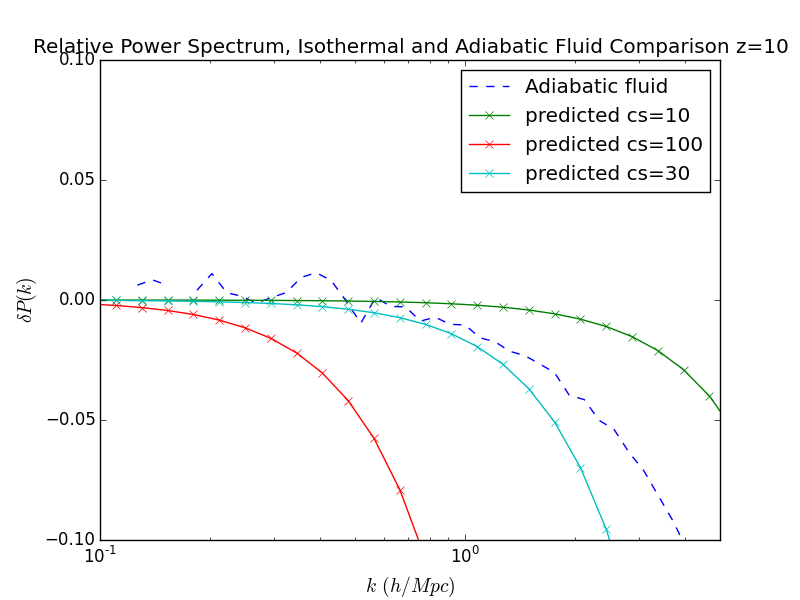 Relative Power Spectrum, Isothermal and Adiabatic Fluid Comparison z=10
0.10
0.05
0.00
−0.05
−0.10
δP(k)
Adiabatic fluid
predicted cs=10
predicted cs=100
predicted cs=30
10⁻¹
10⁰
k (h/Mpc)